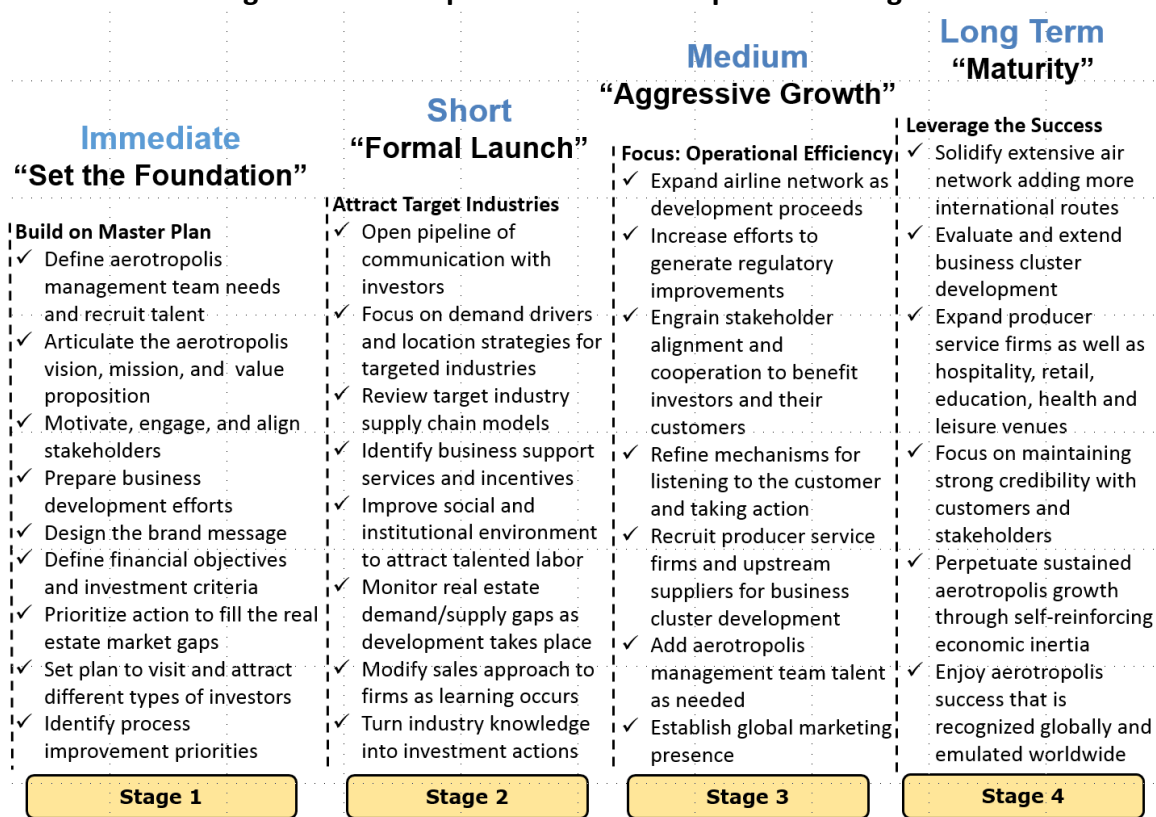 Immediate
“Set the Foundation”
Build on Master Plan
✓ Define aerotropolis
management team needs
and recruit talent
✓ Articulate the aerotropolis
vision, mission, and value
proposition
✓ Motivate, engage, and align
stakeholders
✓ Prepare business
development efforts
✓ Design the brand message
✓ Define financial objectives
and investment criteria
✓ Prioritize action to fill the real
estate market gaps
✓ Set plan to visit and attract
different types of investors
✓ Identify process
improvement priorities
Stage 1
Short
“Formal Launch”
Attract Target Industries
✓ Open pipeline of
communication with
investors
✓ Focus on demand drivers
and location strategies for
targeted industries
✓ Review target industry
supply chain models
✓ Identify business support
services and incentives
✓ Improve social and
institutional environment
to attract talented labor
✓ Monitor real estate
demand/supply gaps as
development takes place
✓ Modify sales approach to
firms as learning occurs
✓ Turn industry knowledge
into investment actions
Stage 2
Medium
“Aggressive Growth”
Focus: Operational Efficiency
✓ Expand airline network as
development proceeds
✓ Increase efforts to
generate regulatory
improvements
✓ Engrain stakeholder
alignment and
cooperation to benefit
investors and their
customers
✓ Refine mechanisms for
listening to the customer
and taking action
✓ Recruit producer service
firms and upstream
suppliers for business
cluster development
✓ Add aerotropolis
management team talent
as needed
✓ Establish global marketing
presence
Stage 3
Long Term
“Maturity”
Leverage the Success
✓ Solidify extensive air
network adding more
international routes
✓ Evaluate and extend
business cluster
development
✓ Expand producer
service firms as well as
hospitality, retail,
education, health and
leisure venues
✓ Focus on maintaining
strong credibility with
customers and
stakeholders
✓ Perpetuate sustained
aerotropolis growth
through self-reinforcing
economic inertia
✓ Enjoy aerotropolis
success that is
recognized globally and
emulated worldwide
Stage 4